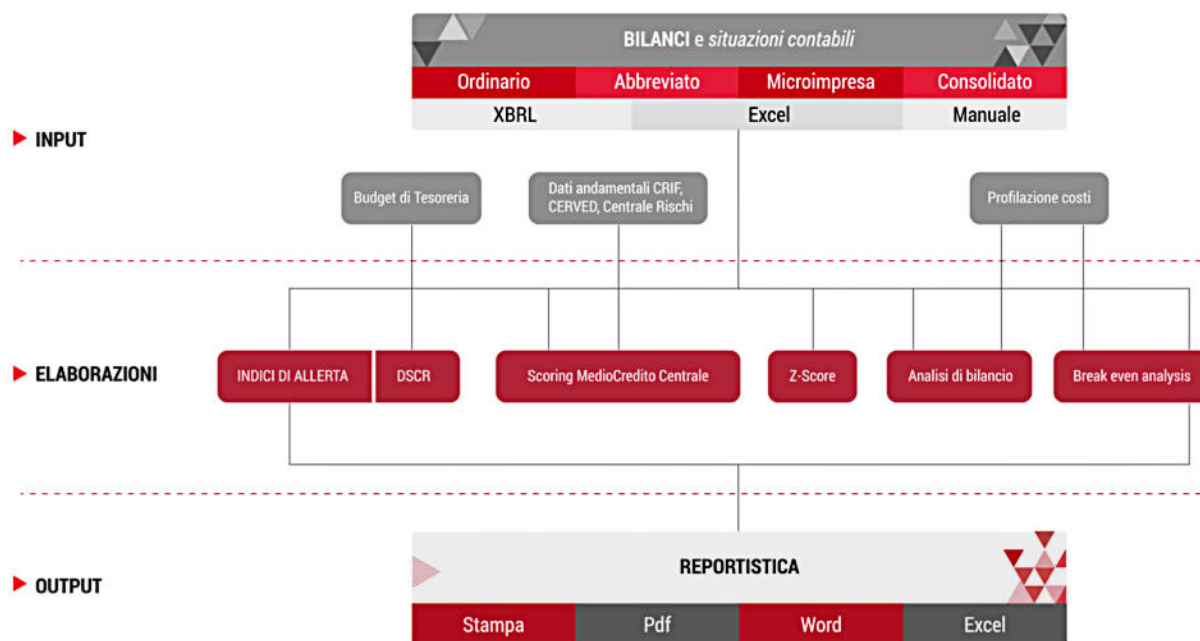 BILANCI e situazioni contabili
Ordinario Abbreviato Microimpresa Consolidato
XBRL Excel Manuale
INPUT
Budget di Tesoreria
Dati andamentali CRIF,
CERVED, Centrale Rischi
Profilazione costi
ELABORAZIONI
INDICI DI ALLERTA
DSCR
Scoring MedioCredito Centrale
Z-Score
Analisi di bilancio
Break even analysis
OUTPUT
REPORTISTICA
Stampa Pdf Word Excel